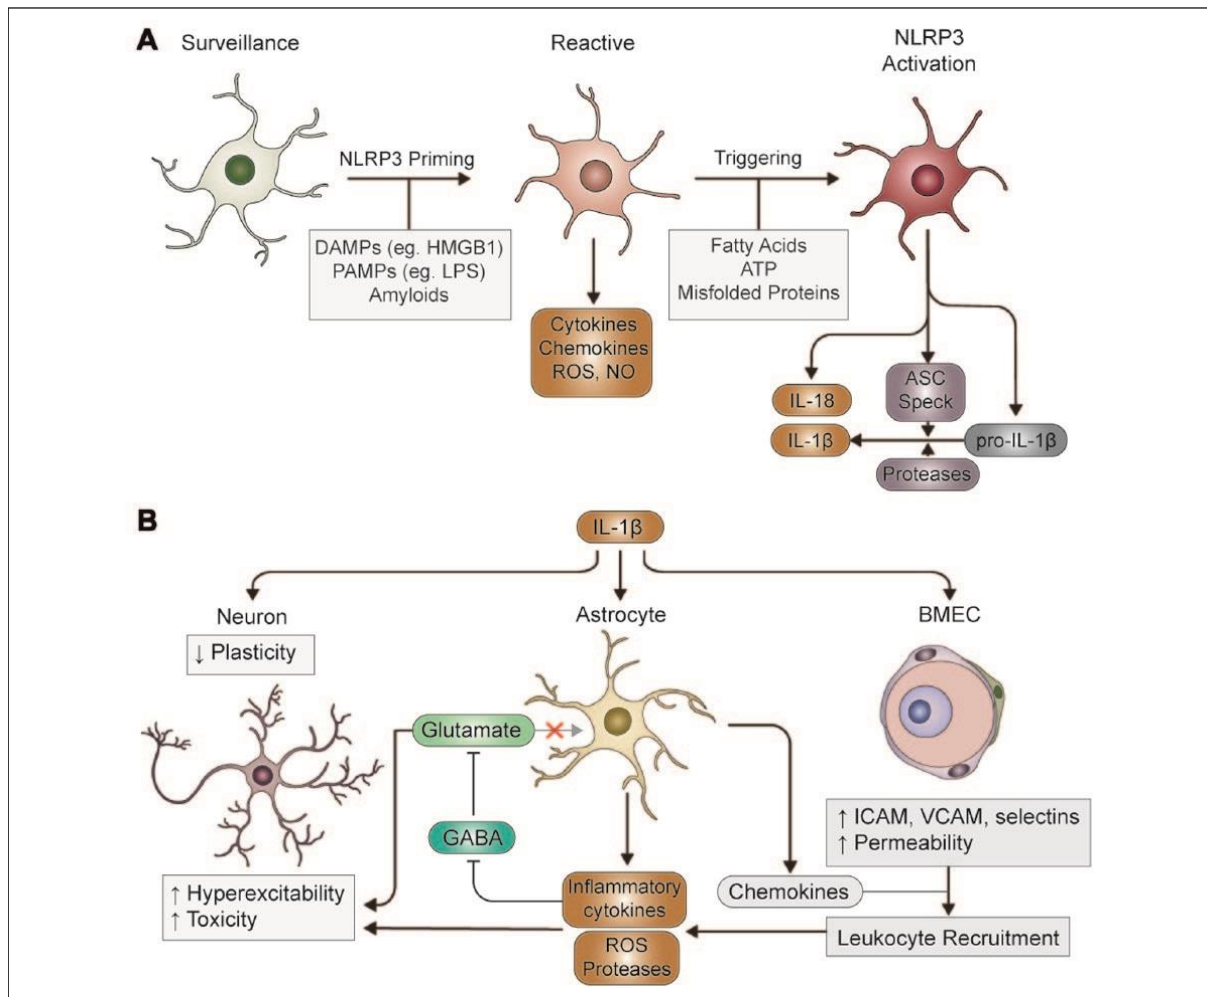 A
Surveillance
Reactive
NLRP3
Activation
NLRP3 Priming
Triggering
DAMPs (eg. HMGB1)
PAMPs (eg. LPS)
Amyloids
Fatty Acids
ATP
Misfolded Proteins
Cytokines
Chemokines
ROS, NO
IL-18
ASC
Speck
IL-1β
pro-IL-1β
Proteases
B
IL-1β
Neuron
Astrocyte
BMEC
↓ Plasticity
Glutamate
GABA
↑ ICAM, VCAM, selectins
↑ Permeability
↑ Hyperexcitability
↑ Toxicity
Inflammatory
cytokines
Chemokines
ROS
Proteases
Leukocyte Recruitment